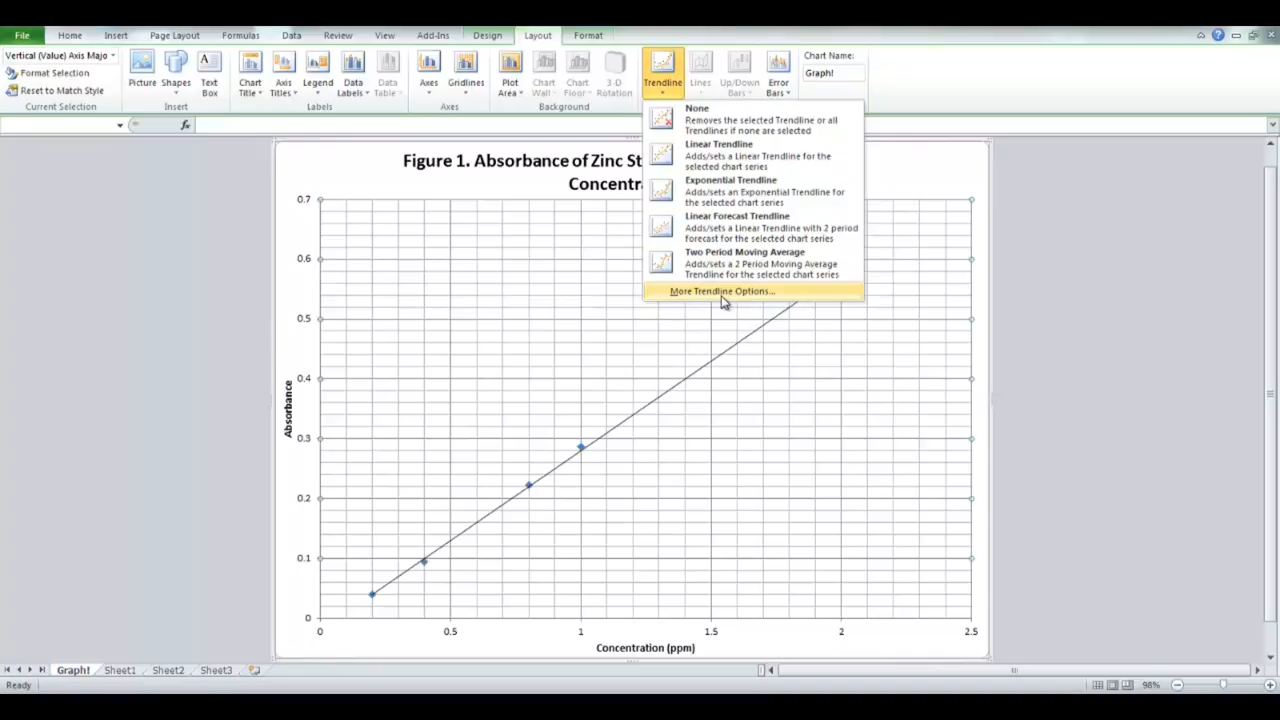 File Home Insert Page Layout Formulas Data Review View Add-Ins Design Layout Format
Vertical (Value) Axis Majo
Format Selection
Reset to Match Style
Current Selection
Picture Shapes Text Box
Insert
Chart Title Axis Titles Legend Data Labels Data Table
Labels
Axes Gridlines
Axes
Plot Area Chart Wall Chart Floor 3-D Rotation
Background
Trendline Lines Up/Down Bars Error Bars
Chart Name:
Graph!
fx
None
Removes the selected Trendline or all
Trendlines if none are selected
Linear Trendline
Adds/sets a Linear Trendline for the
selected chart series
Exponential Trendline
Adds/sets an Exponential Trendline for
the selected chart series
Linear Forecast Trendline
Adds/sets a Linear Trendline with 2 period
forecast for the selected chart series
Two Period Moving Average
Adds/sets a 2 Period Moving Average
Trendline for the selected chart series
More Trendline Options...
Figure 1. Absorbance of Zinc St
Concentra
0.7
0.6
0.5
0.4
0.3
0.2
0.1
0
Absorbance
0 0.5 1 1.5 2 2.5
Concentration (ppm)
Graph! Sheet1 Sheet2 Sheet3
Ready 98%